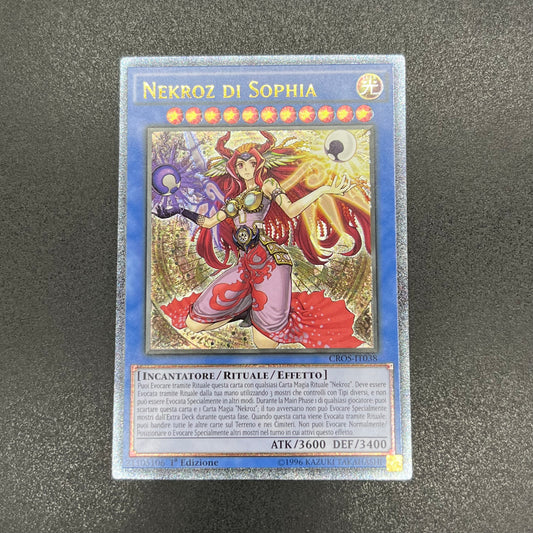 NEKROZ DI SOPHIA
光
CROS-IT038
[INCANTATORE/RITUALE/EFFETTO]
Puoi Evocare tramite Rituale questa carta con qualsiasi Carta Magia Rituale "Nekroz". Deve essere
Evocata tramite Rituale dalla tua mano utilizzando 3 mostri che controlli con Tipi diversi, e non
può essere Evocata Specialmente in altri modi. Durante la Main Phase 1 di qualsiasi giocatore: puoi
scartare questa carta e 1 Carta Magia "Nekroz"; il tuo avversario non può Evocare Specialmente
mostri dall'Extra Deck durante questa fase. Quando questa carta viene Evocata tramite Rituale:
puoi bandire tutte le altre carte sul Terreno e nei Cimiteri. Non puoi Evocare Normalmente/
Posizionare o Evocare Specialmente altri mostri nel turno in cui attivi questo effetto.
ATK/3600 DEF/3400
1ª Edizione
©1996 KAZUKI TAKAHASHI